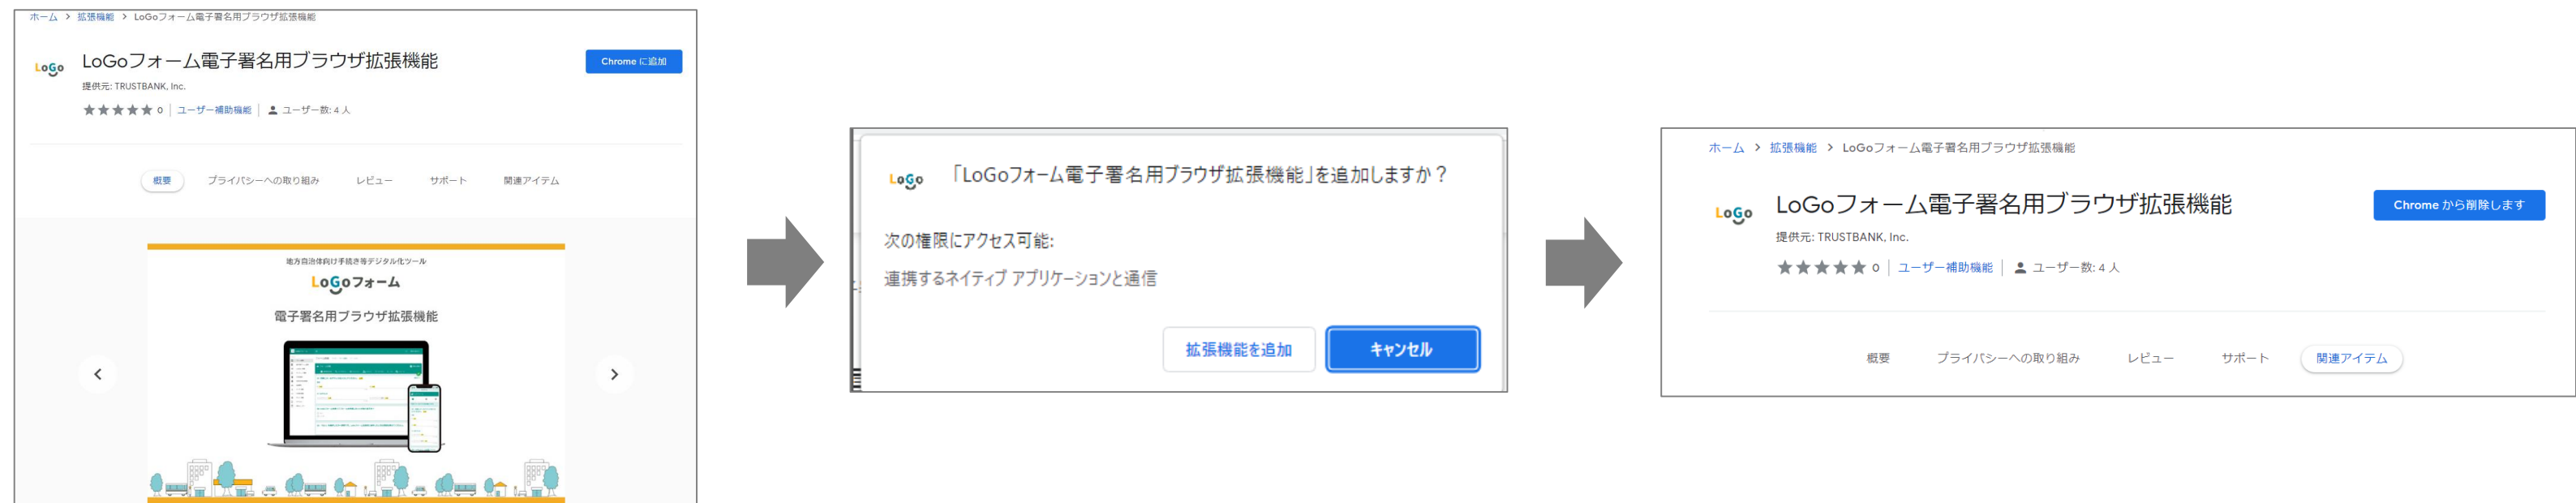 ホーム > 拡張機能 > LoGoフォーム電子署名用ブラウザ拡張機能
LoGo
LoGoフォーム電子署名用ブラウザ拡張機能
Chrome に追加
提供元: TRUSTBANK, Inc.
★★★★★ 0 | ユーザー補助機能 | ユーザー数: 4 人
概要 プライバシーへの取り組み レビュー サポート 関連アイテム
地方自治体向け手続き等デジタル化ツール
LoGoフォーム
電子署名用ブラウザ拡張機能
LoGo
「LoGoフォーム電子署名用ブラウザ拡張機能」を追加しますか？
次の権限にアクセス可能:
連携するネイティブ アプリケーションと通信
拡張機能を追加 キャンセル
ホーム > 拡張機能 > LoGoフォーム電子署名用ブラウザ拡張機能
LoGo
LoGoフォーム電子署名用ブラウザ拡張機能
Chrome から削除します
提供元: TRUSTBANK, Inc.
★★★★★ 0 | ユーザー補助機能 | ユーザー数: 4 人
概要 プライバシーへの取り組み レビュー サポート 関連アイテム